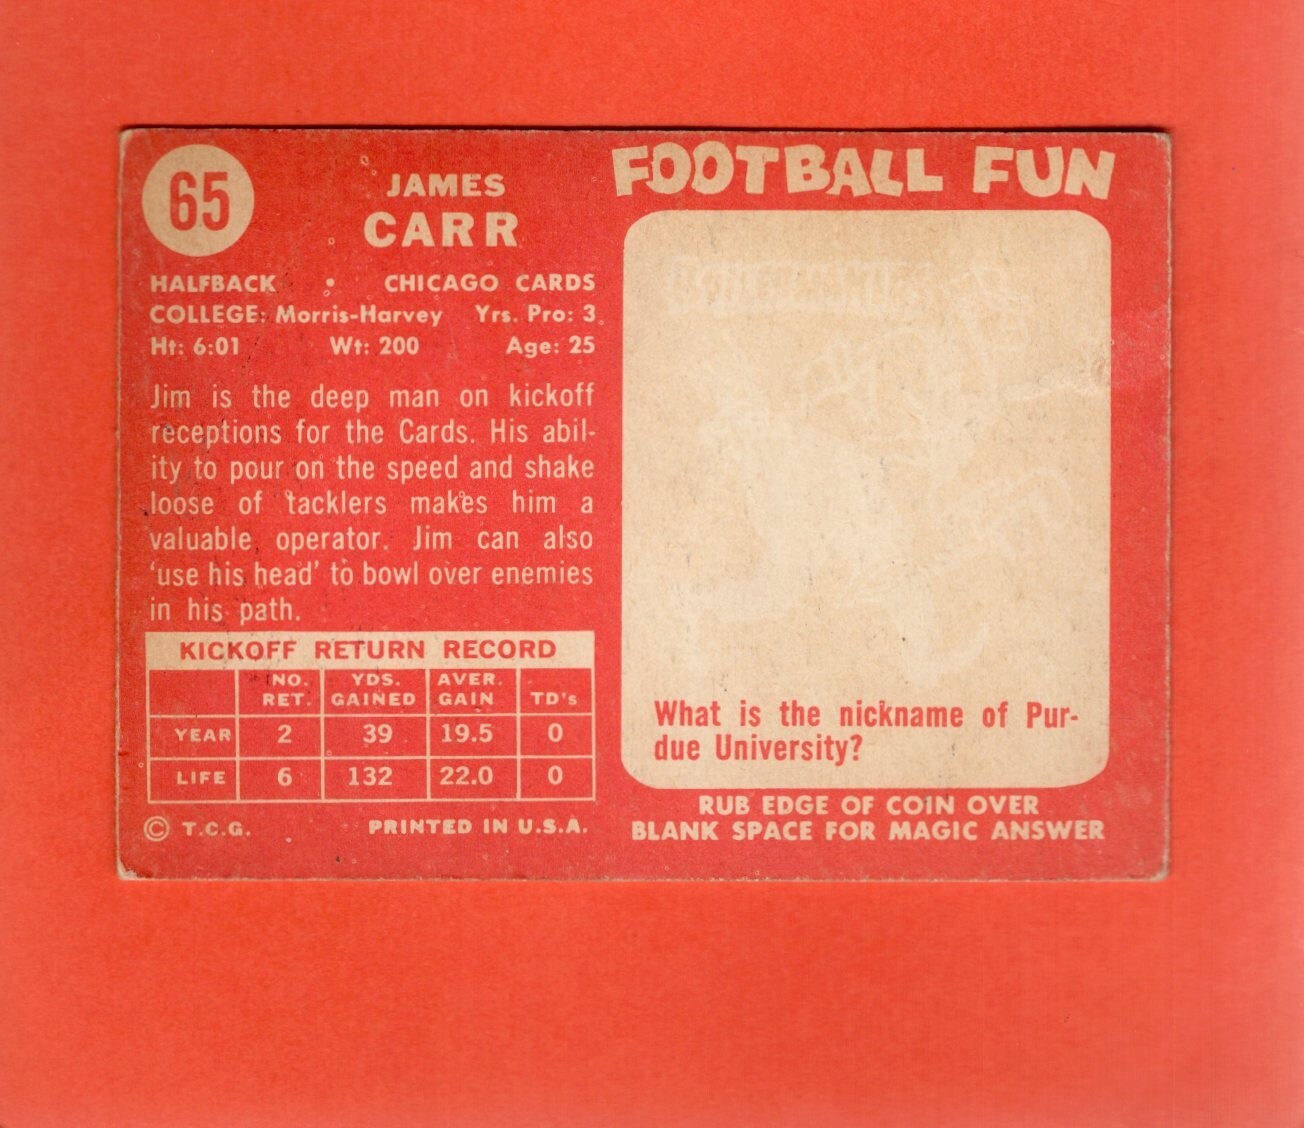 65
JAMES
CARR
HALFBACK • CHICAGO CARDS
COLLEGE: Morris-Harvey Yrs. Pro: 3
Ht: 6:01 Wt: 200 Age: 25
Jim is the deep man on kickoff
receptions for the Cards. His abil-
ity to pour on the speed and shake
loose of tacklers makes him a
valuable operator. Jim can also
'use his head' to bowl over enemies
in his path.
KICKOFF RETURN RECORD
NO. RET. YDS. GAINED AVER. GAIN TD's
YEAR 2 39 19.5 0
LIFE 6 132 22.0 0
© T.C.G. PRINTED IN U.S.A.
FOOTBALL FUN
What is the nickname of Pur-
due University?
RUB EDGE OF COIN OVER
BLANK SPACE FOR MAGIC ANSWER